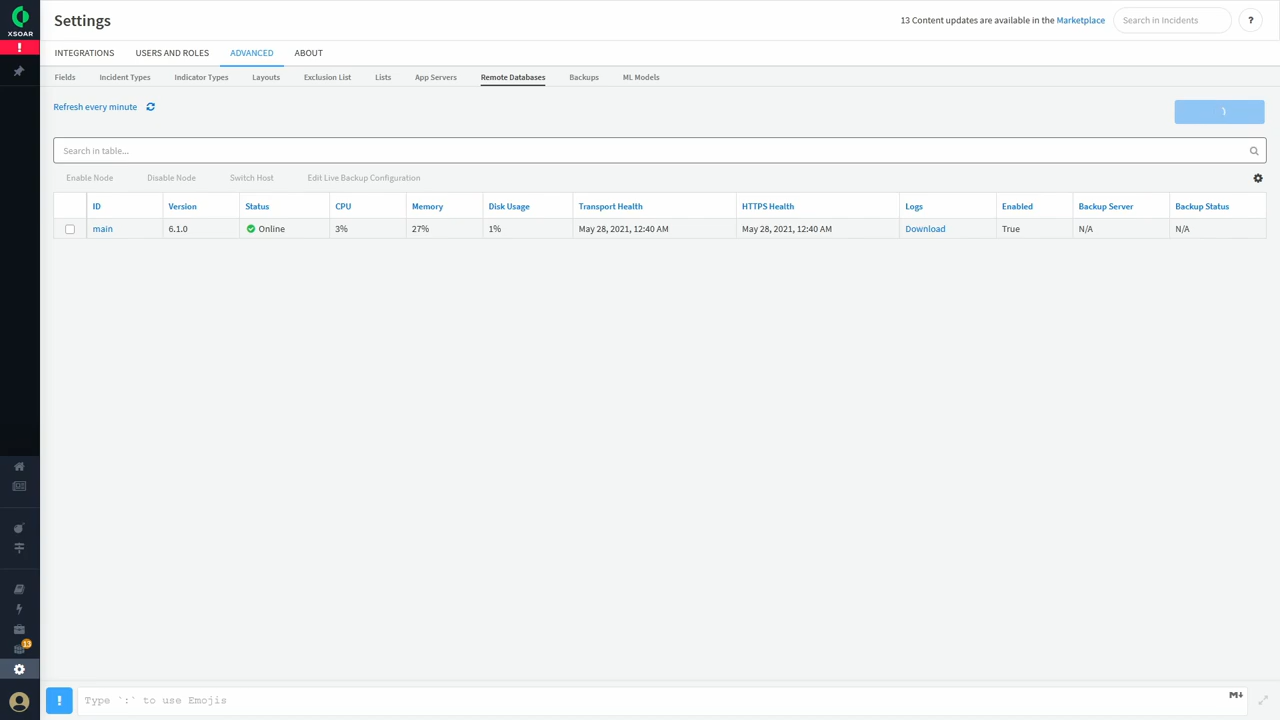 XSOAR
Settings
13 Content updates are available in the Marketplace
Search in Incidents
?
!
INTEGRATIONS USERS AND ROLES ADVANCED ABOUT
Fields Incident Types Indicator Types Layouts Exclusion List Lists App Servers Remote Databases Backups ML Models
Refresh every minute
Search in table...
Enable Node Disable Node Switch Host Edit Live Backup Configuration
ID Version Status CPU Memory Disk Usage Transport Health HTTPS Health Logs Enabled Backup Server Backup Status
main 6.1.0 Online 3% 27% 1% May 28, 2021, 12:40 AM May 28, 2021, 12:40 AM Download True N/A N/A
13
! Type `:` to use Emojis M↓